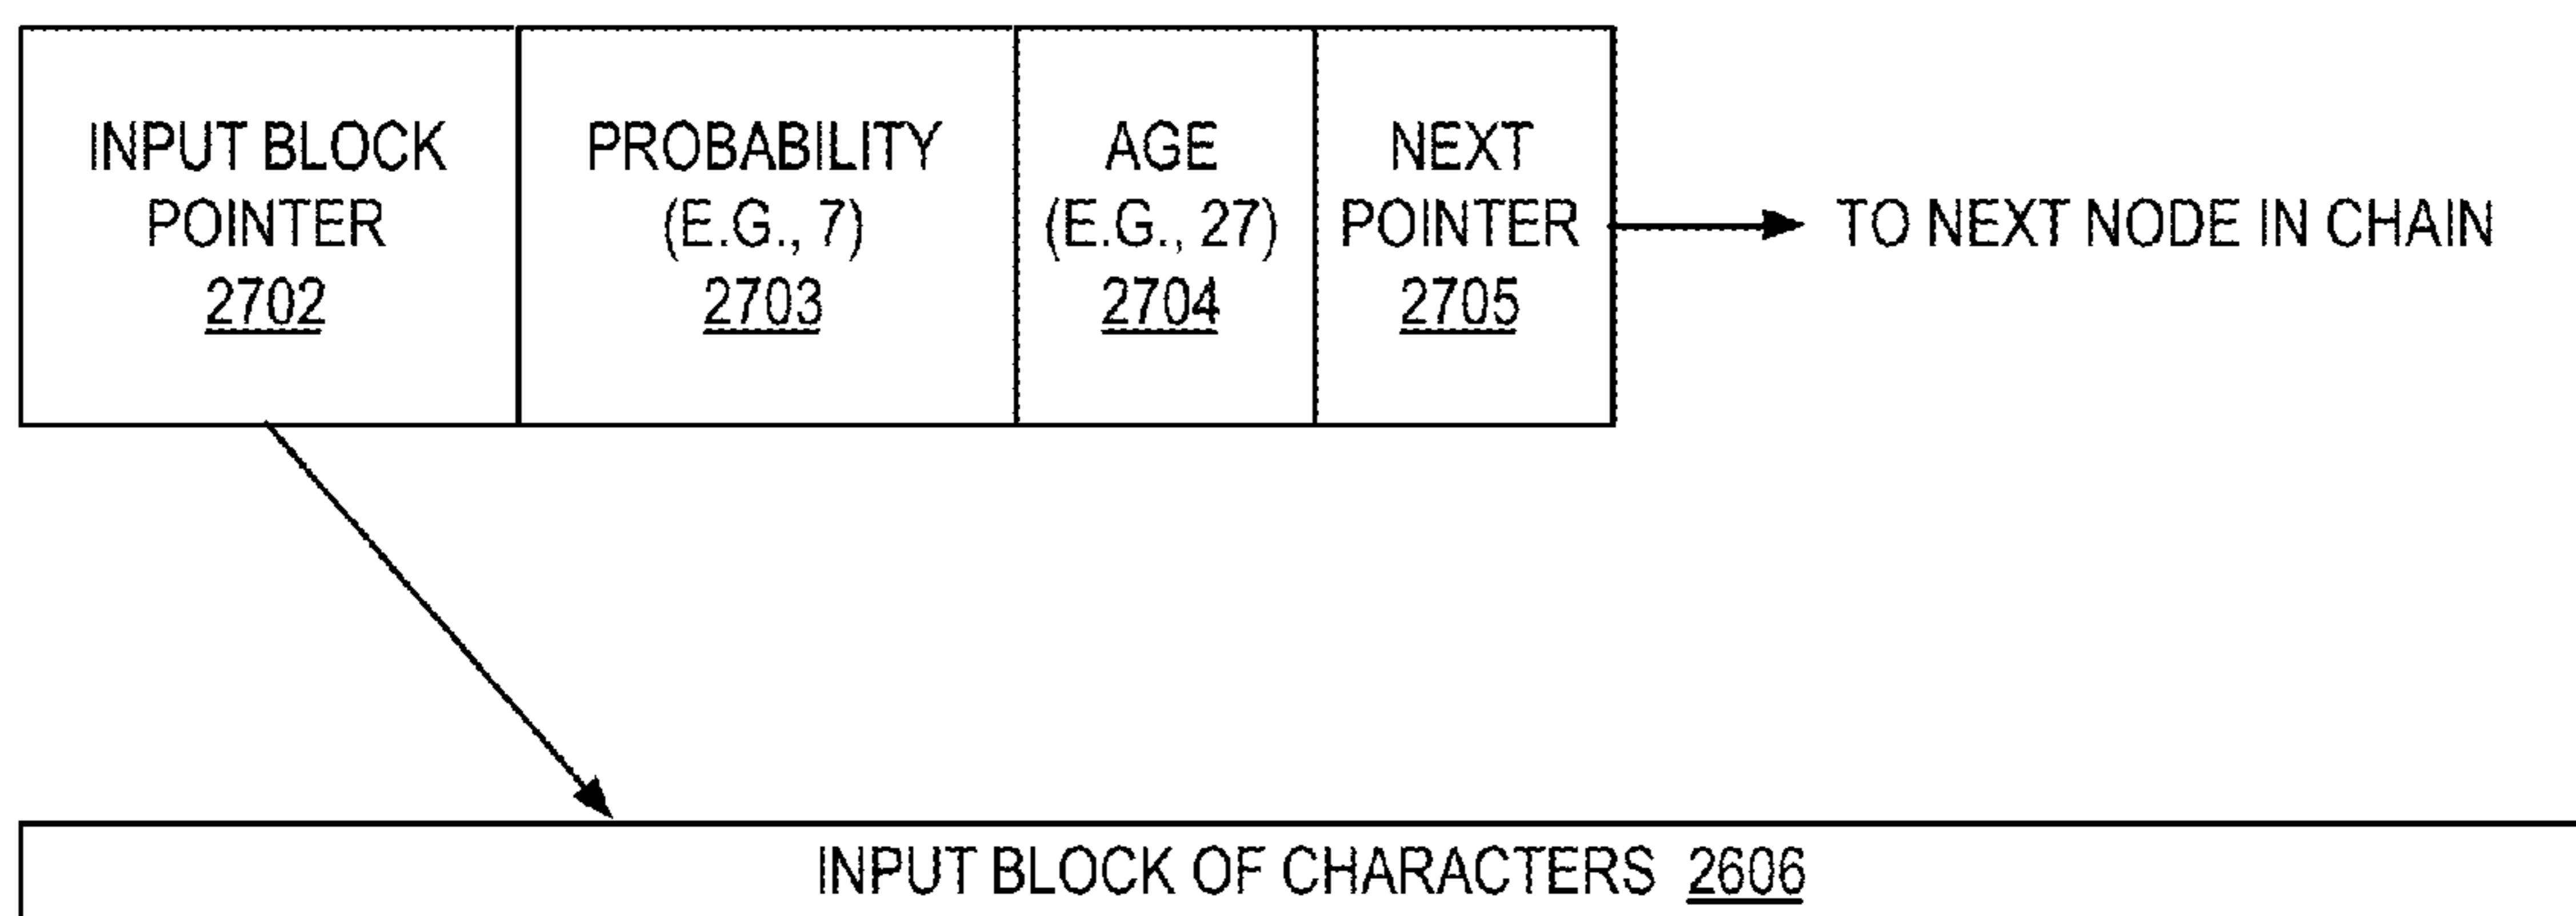 INPUT BLOCK
POINTER
2702
PROBABILITY
(E.G., 7)
2703
AGE
(E.G., 27)
2704
NEXT
POINTER
2705
TO NEXT NODE IN CHAIN
INPUT BLOCK OF CHARACTERS 2606